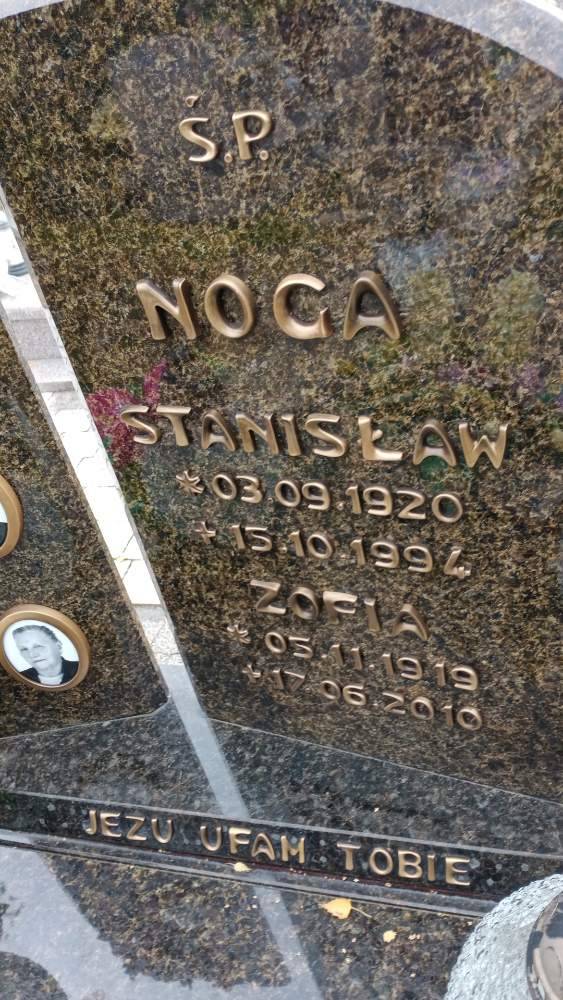 Ś.P.
NOGA
STANISŁAW
* 03.09.1920
+ 15.10.1994
ZOFIA
* 05.11.1919
+ 17.06.2010
JEZU UFAM TOBIE